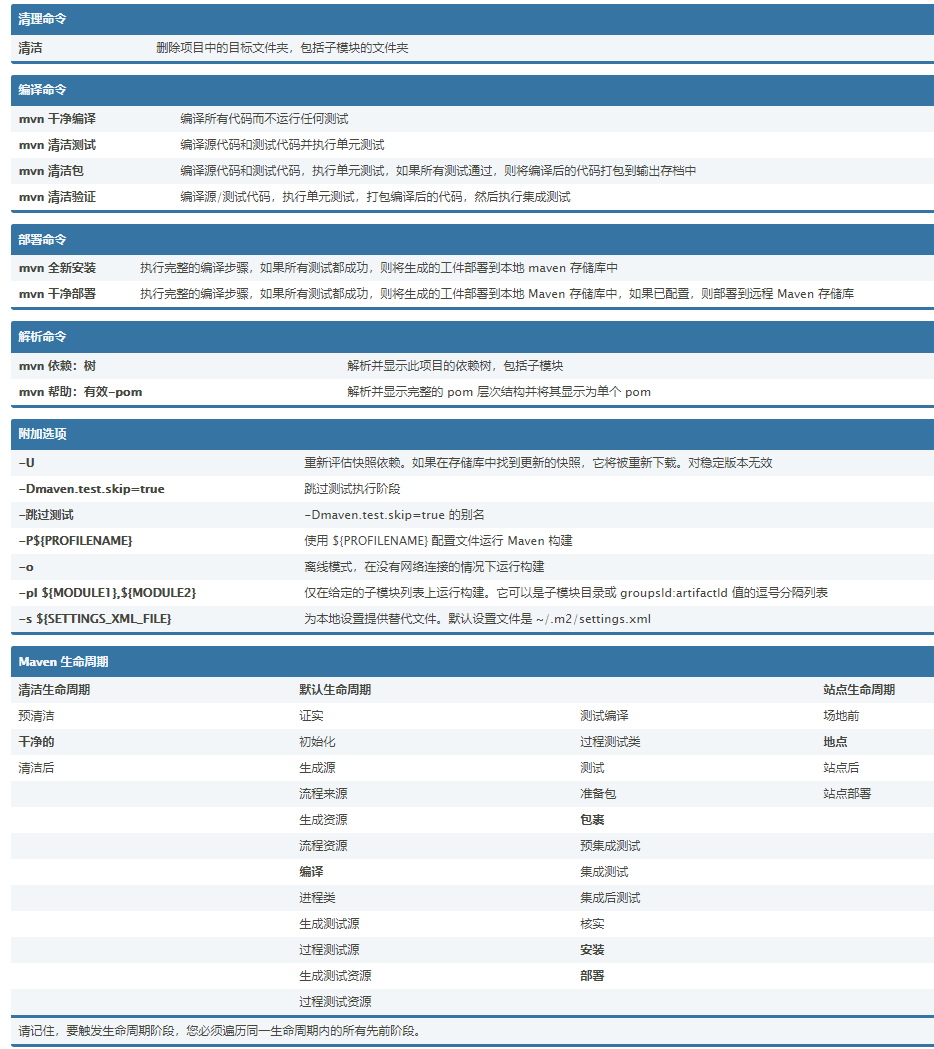 清理命令
清洁 删除项目中的目标文件夹，包括子模块的文件夹
编译命令
mvn 干净编译 编译所有代码而不运行任何测试
mvn 清洁测试 编译源代码和测试代码并执行单元测试
mvn 清洁包 编译源代码和测试代码，执行单元测试，如果所有测试通过，则将编译后的代码打包到输出存档中
mvn 清洁验证 编译源/测试代码，执行单元测试，打包编译后的代码，然后执行集成测试
部署命令
mvn 全新安装 执行完整的编译步骤，如果所有测试都成功，则将生成的工件部署到本地 maven 存储库中
mvn 干净部署 执行完整的编译步骤，如果所有测试都成功，则将生成的工件部署到本地 Maven 存储库中，如果已配置，则部署到远程 Maven 存储库
解析命令
mvn 依赖：树 解析并显示此项目的依赖树，包括子模块
mvn 帮助：有效-pom 解析并显示完整的 pom 层次结构并将其显示为单个 pom
附加选项
-U 重新评估快照依赖。如果在存储库中找到更新的快照，它将被重新下载。对稳定版本无效
-Dmaven.test.skip=true 跳过测试执行阶段
-跳过测试 -Dmaven.test.skip=true 的别名
-P${PROFILENAME} 使用 ${PROFILENAME} 配置文件运行 Maven 构建
-o 离线模式，在没有网络连接的情况下运行构建
-pl ${MODULE1},${MODULE2} 仅在给定的子模块列表上运行构建。它可以是子模块目录或 groupsId:artifactId 值的逗号分隔列表
-s ${SETTINGS_XML_FILE} 为本地设置提供替代文件。默认设置文件是 ~/.m2/settings.xml
Maven 生命周期
清洁生命周期 默认生命周期 站点生命周期
预清洁 证实 测试编译 场地前
干净的 初始化 过程测试类 地点
清洁后 生成源 测试 站点后
流程来源 准备包 站点部署
生成资源 包裹
流程资源 预集成测试
编译 集成测试
进程类 集成后测试
生成测试源 核实
过程测试源 安装
生成测试资源 部署
过程测试资源
请记住，要触发生命周期阶段，您必须遍历同一生命周期内的所有先前阶段。